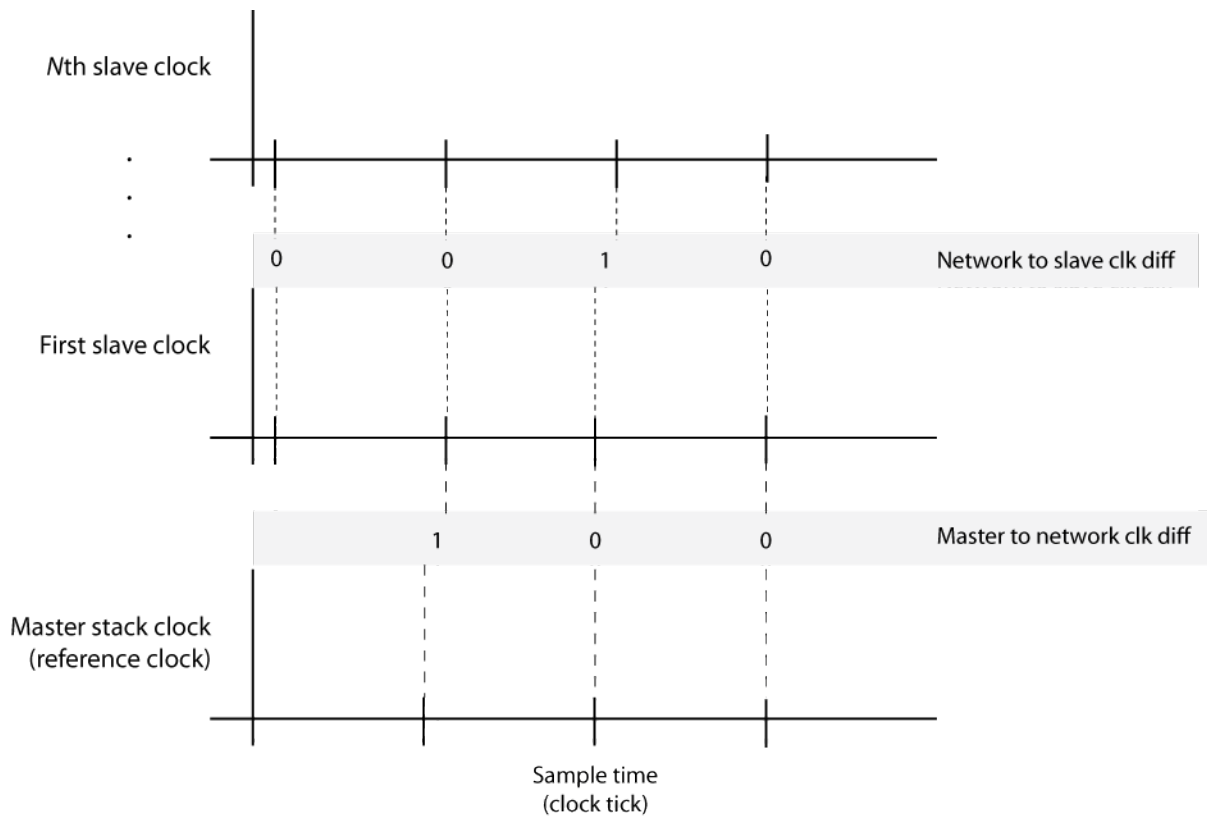 Nth slave clock
.
.
.
0 0 1 0 Network to slave clk diff
First slave clock
1 0 0 Master to network clk diff
Master stack clock
(reference clock)
Sample time
(clock tick)